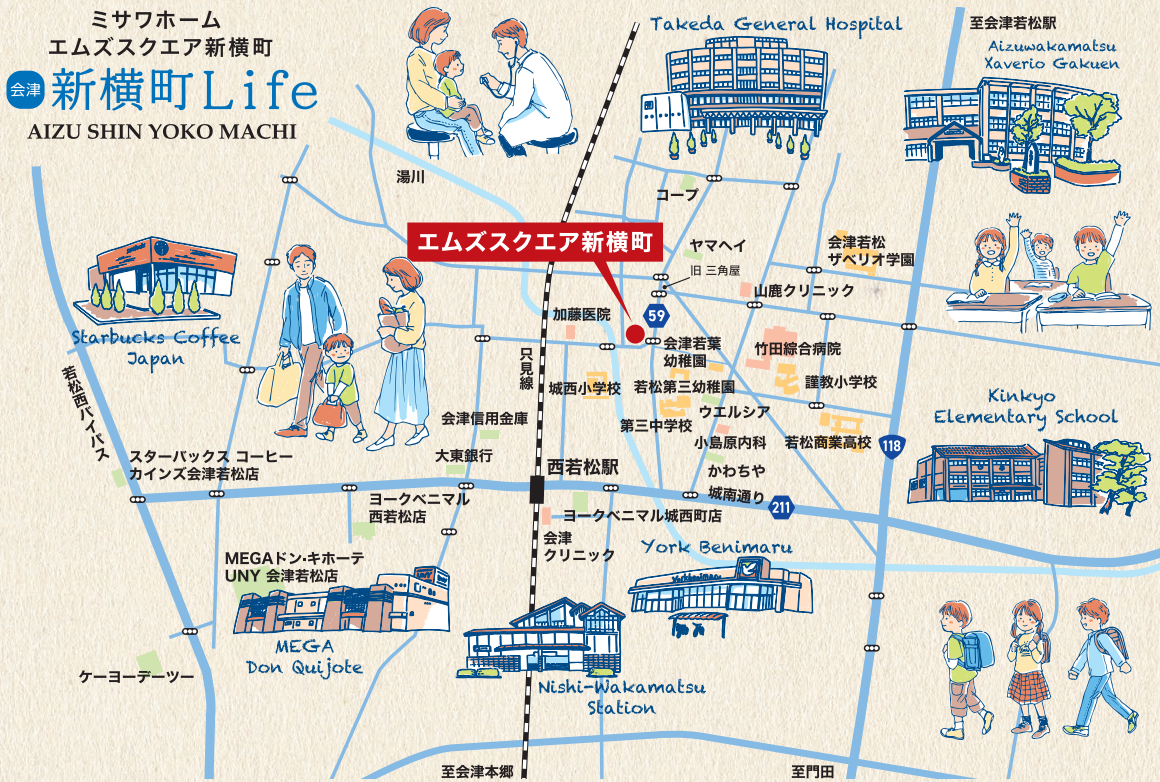 ミサワホーム
エムズスクエア新横町
会津 新横町Life
AIZU SHIN YOKO MACHI
Takeda General Hospital
至会津若松駅
Aizuwakamatsu
Xaverio Gakuen
湯川
コープ
エムズスクエア新横町
ヤマヘイ
旧 三角屋
会津若松
ザベリオ学園
山鹿クリニック
Starbucks Coffee
Japan
加藤医院
59
会津若葉
幼稚園
竹田綜合病院
只見線
城西小学校
若松第三幼稚園
謹教小学校
若松西バイパス
ウエルシア
第三中学校
小島原内科
若松商業高校
118
Kinkyo
Elementary School
会津信用金庫
大東銀行
かわちや
スターバックス コーヒー
カインズ会津若松店
西若松駅
城南通り
211
ヨークベニマル
西若松店
ヨークベニマル城西町店
会津
クリニック
York Benimaru
York Benimaru
MEGAドン・キホーテ
UNY 会津若松店
UNY
MEGA
Don Quijote
ケーヨーデーツー
Nishi-Wakamatsu
Station
至会津本郷
至門田